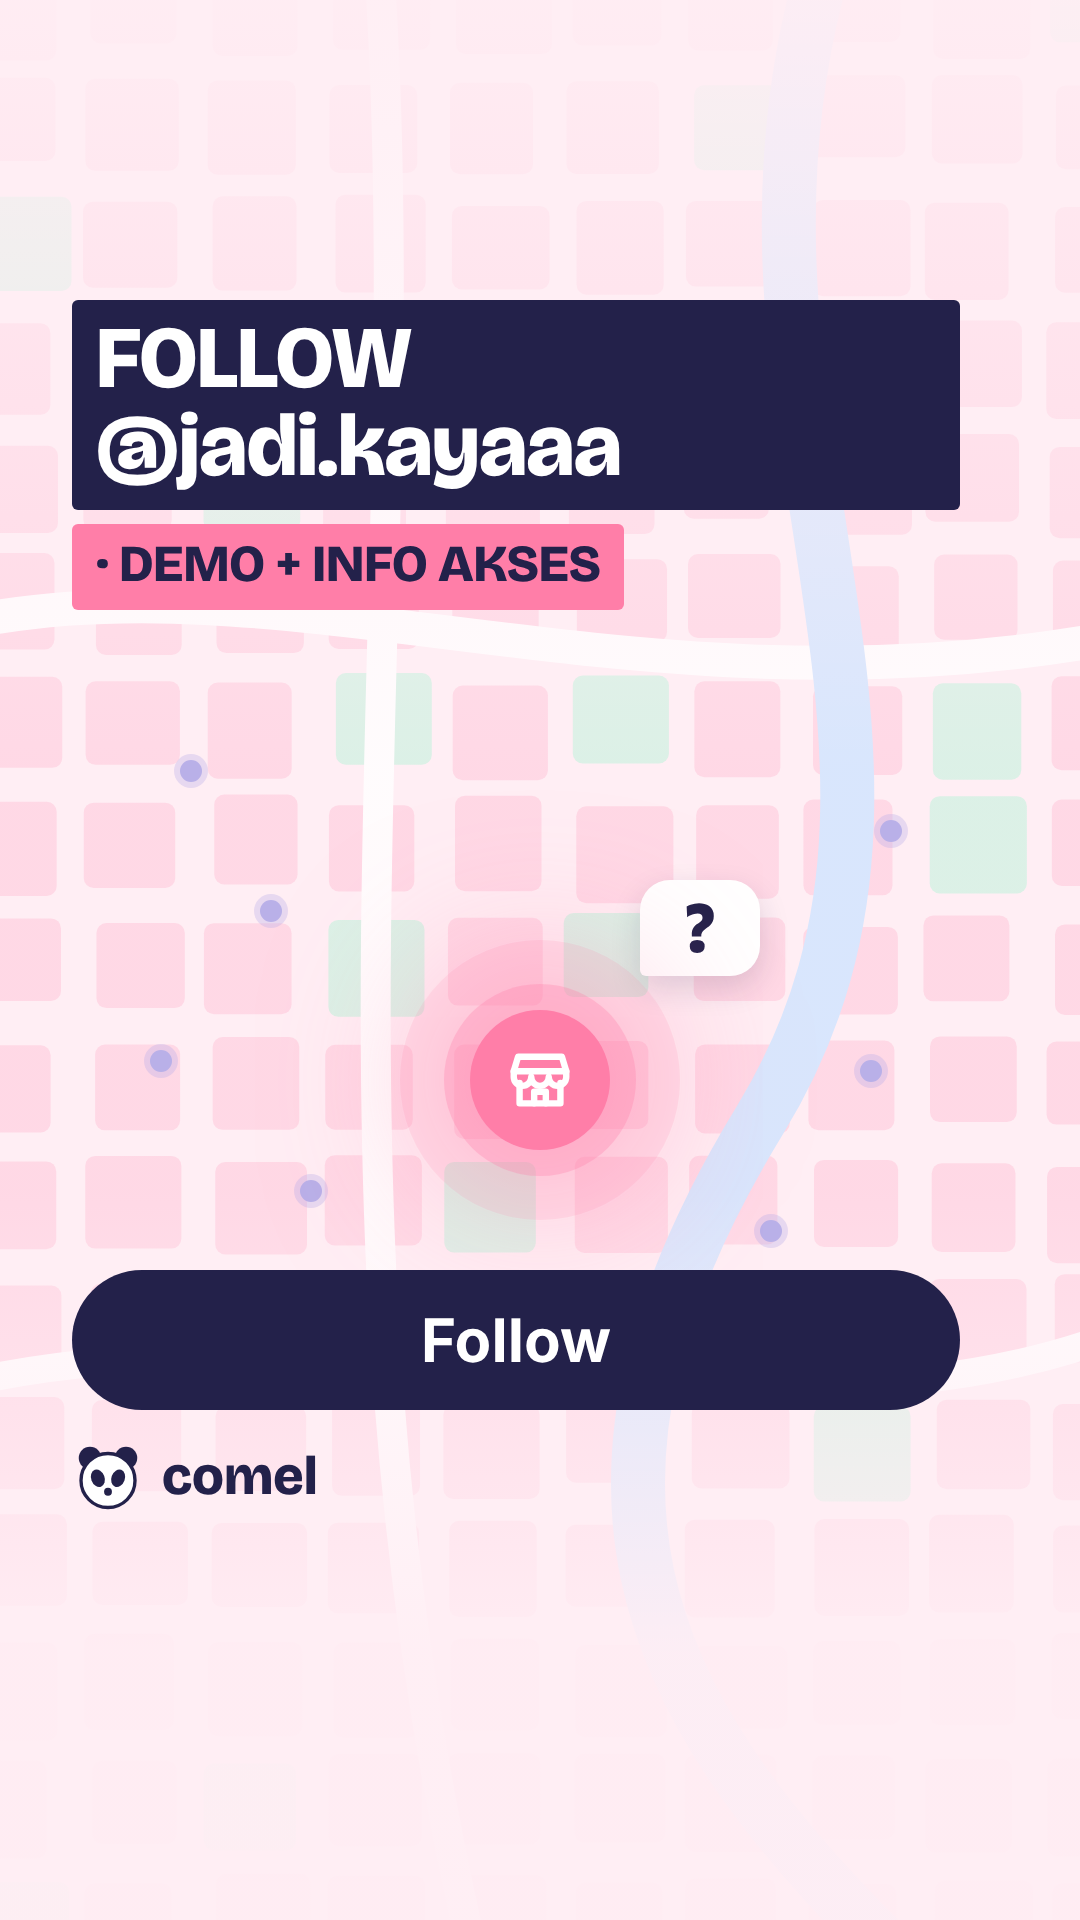 FOLLOW
@jadi.kayaaa
· DEMO + INFO AKSES
?
Follow
comel